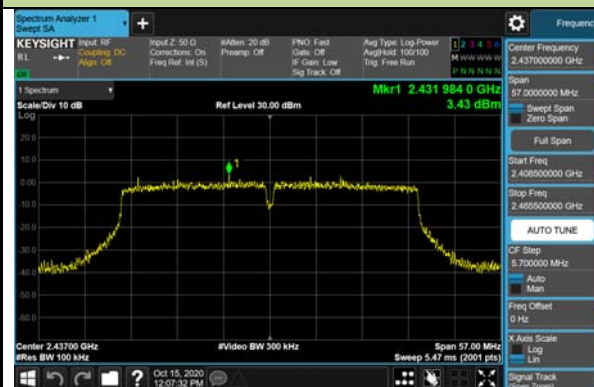 Spectrum Analyzer 1
Swept SA
Frequenc
KEYSIGHT
RL
Input: RF
Coupling: DC
Align: Off
Input Z: 50 Ω
Corrections: On
Freq Ref: Int (S)
#Atten: 20 dB
Preamp: Off
PNO: Fast
Gate: Off
IF Gain: Low
Sig Track: Off
Avg Type: Log-Power
Avg|Hold: 100/100
Trig: Free Run
1 2 3 4 5 6
M W W W W W
P N N N N N
1 Spectrum
Scale/Div 10 dB
Log
Ref Level 30.00 dBm
Mkr1 2.431 984 0 GHz
3.43 dBm
20.0
10.0
0.00
-10.0
-20.0
-30.0
-40.0
-50.0
-60.0
1
Center 2.43700 GHz
#Res BW 100 kHz
#Video BW 300 kHz
Span 57.00 MHz
Sweep 5.47 ms (2001 pts)
Oct 15, 2020
12:07:32 PM
Center Frequency
2.437000000 GHz
Span
57.0000000 MHz
Swept Span
Zero Span
Full Span
Start Freq
2.408500000 GHz
Stop Freq
2.465500000 GHz
AUTO TUNE
CF Step
5.700000 MHz
Auto
Man
Freq Offset
0 Hz
X Axis Scale
Log
Lin
Signal Track
(Span Zoom)